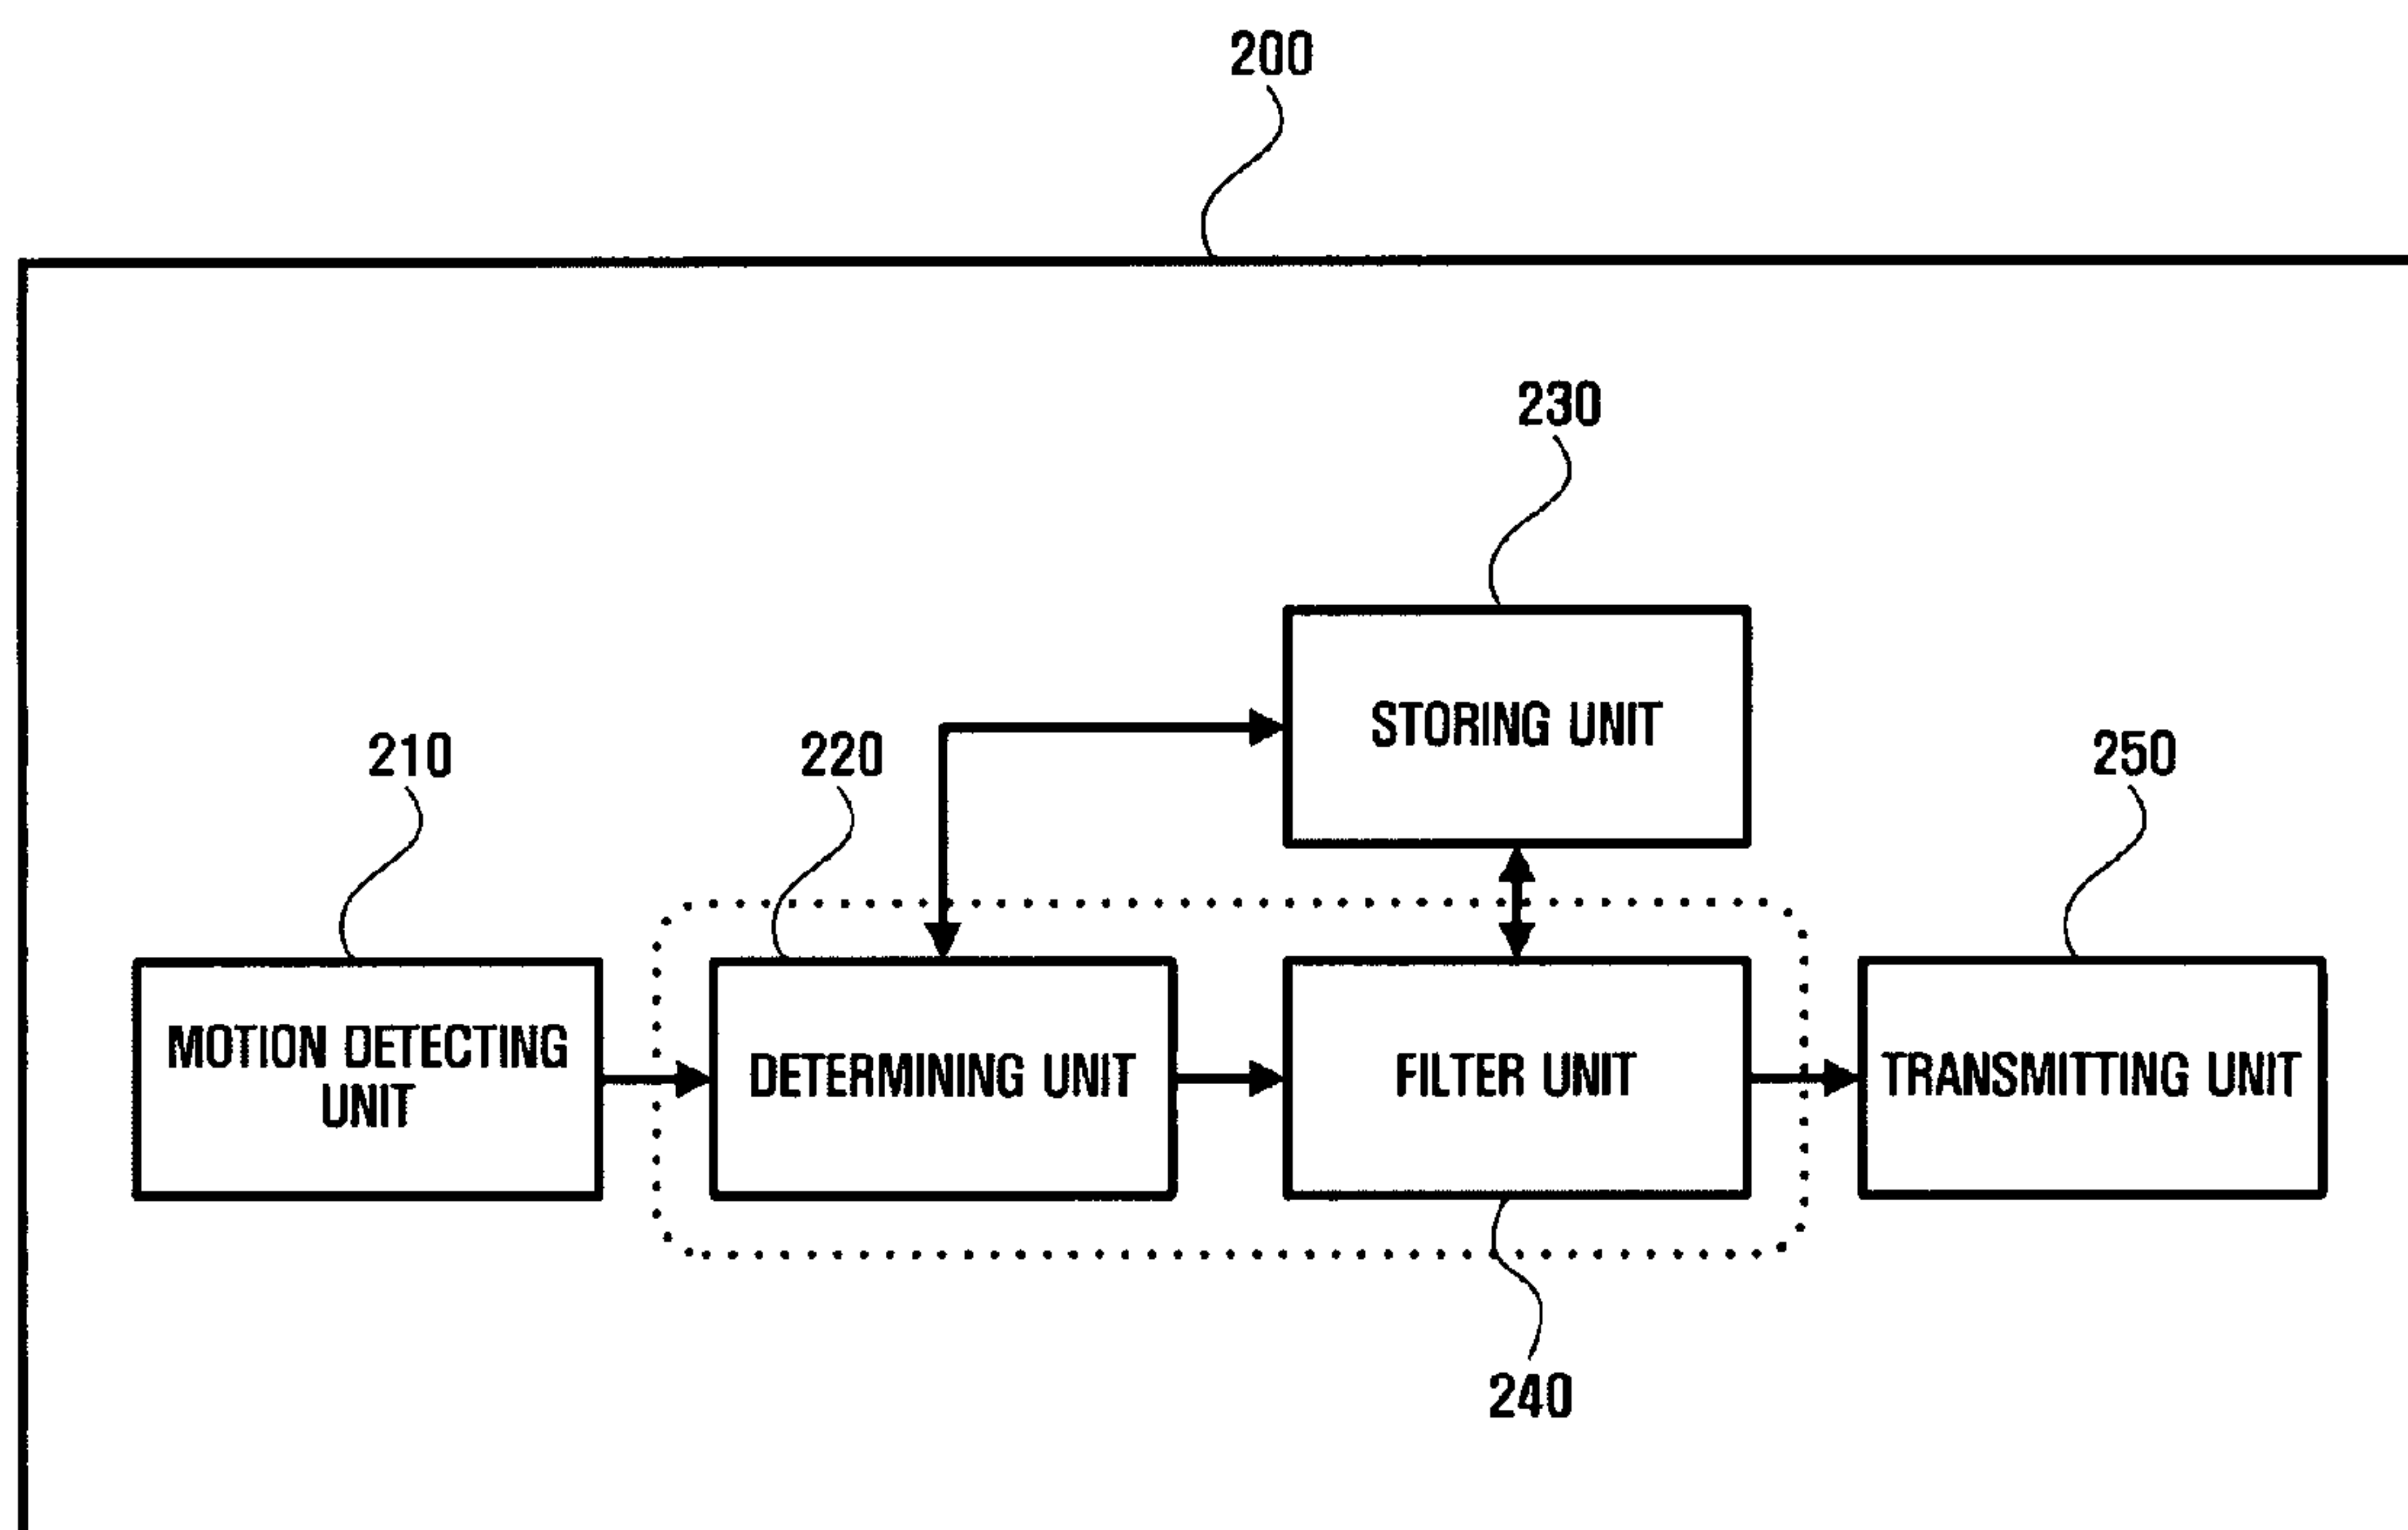 200
230
STORING UNIT
210
220
250
MOTION DETECTING
UNIT
DETERMINING UNIT
FILTER UNIT
TRANSMITTING UNIT
240